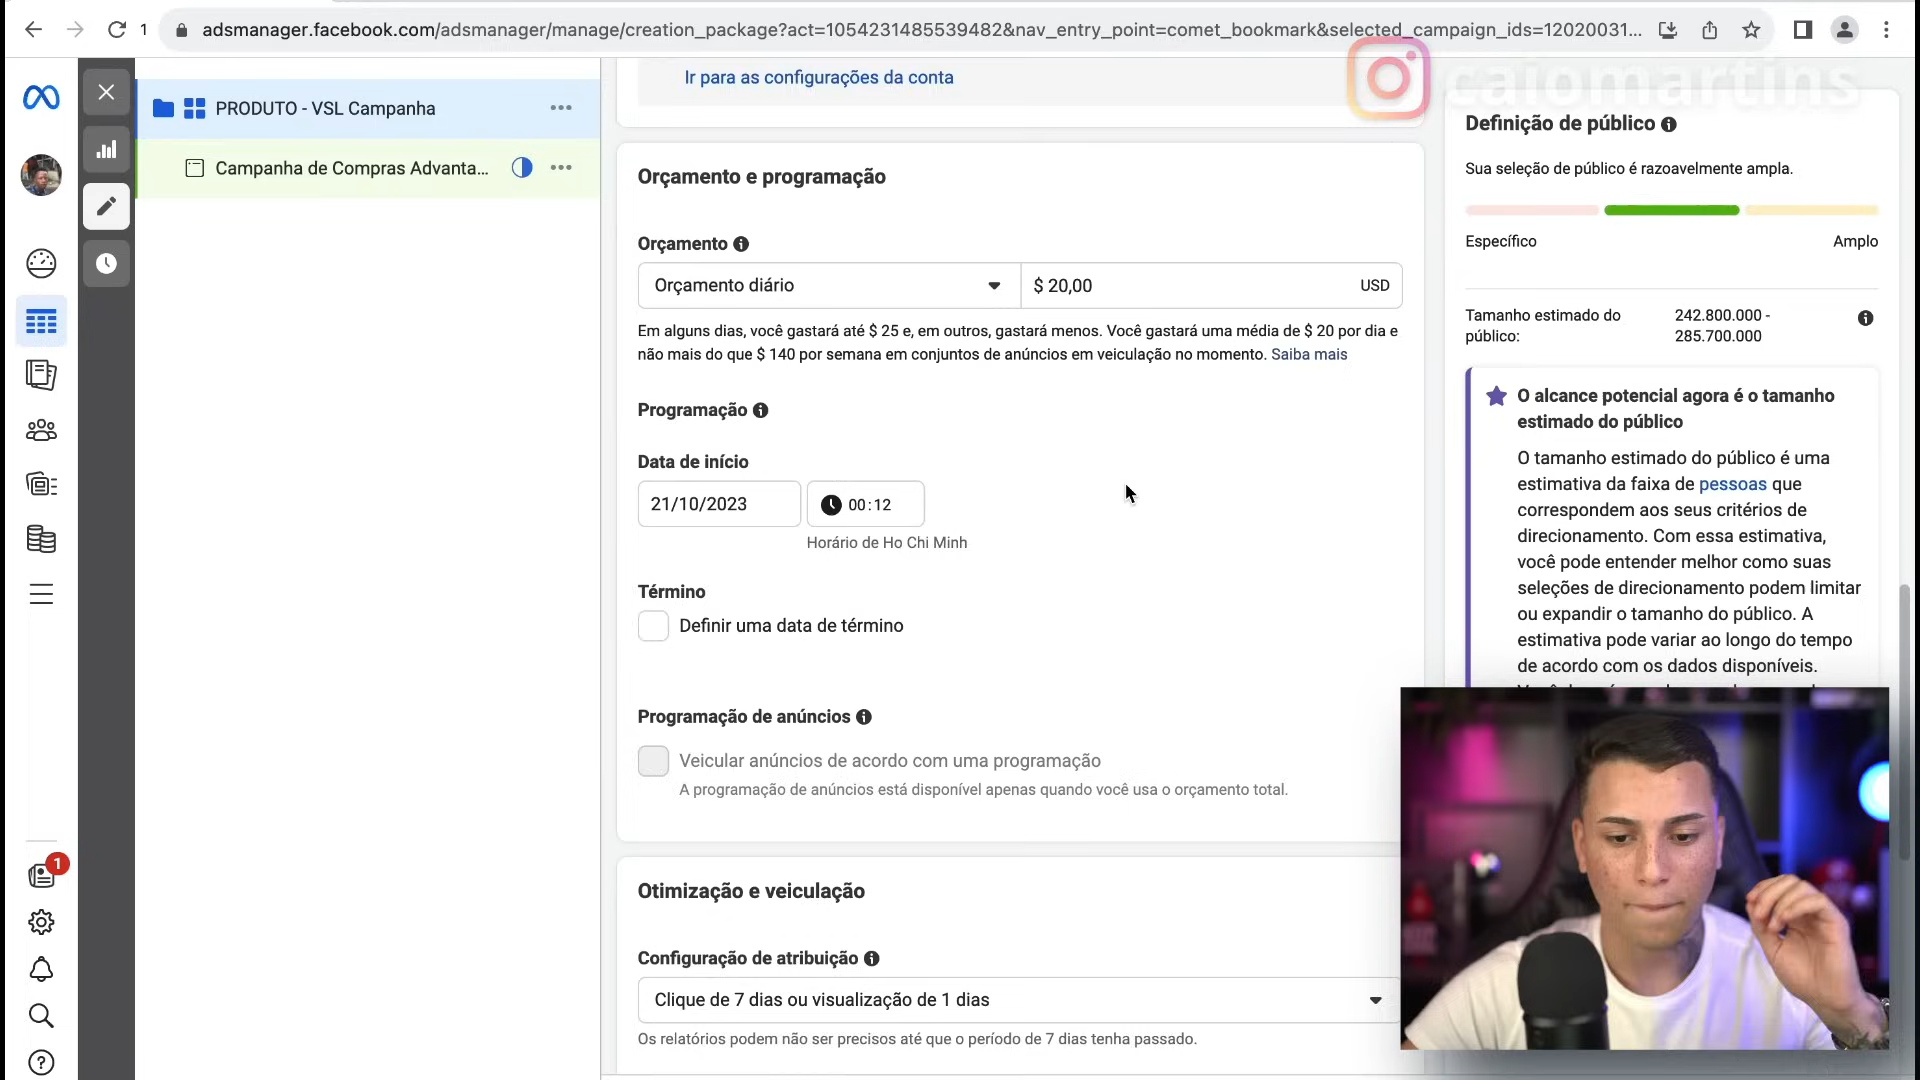 1
adsmanager.facebook.com/adsmanager/manage/creation_package?act=1054231485539482&nav_entry_point=comet_bookmark&selected_campaign_ids=12020031...
caiomartins
Ir para as configurações da conta
PRODUTO - VSL Campanha
Campanha de Compras Advanta...
Orçamento e programação
Orçamento
Orçamento diário
$ 20,00
USD
Em alguns dias, você gastará até $ 25 e, em outros, gastará menos. Você gastará uma média de $ 20 por dia e
não mais do que $ 140 por semana em conjuntos de anúncios em veiculação no momento. Saiba mais
Programação
Data de início
21/10/2023
00:12
Horário de Ho Chi Minh
Término
Definir uma data de término
Programação de anúncios
Veicular anúncios de acordo com uma programação
A programação de anúncios está disponível apenas quando você usa o orçamento total.
Otimização e veiculação
Configuração de atribuição
Clique de 7 dias ou visualização de 1 dias
Os relatórios podem não ser precisos até que o período de 7 dias tenha passado.
Definição de público
Sua seleção de público é razoavelmente ampla.
Específico
Amplo
Tamanho estimado do
público:
242.800.000 -
285.700.000
O alcance potencial agora é o tamanho
estimado do público
O tamanho estimado do público é uma
estimativa da faixa de pessoas que
correspondem aos seus critérios de
direcionamento. Com essa estimativa,
você pode entender melhor como suas
seleções de direcionamento podem limitar
ou expandir o tamanho do público. A
estimativa pode variar ao longo do tempo
de acordo com os dados disponíveis.
1